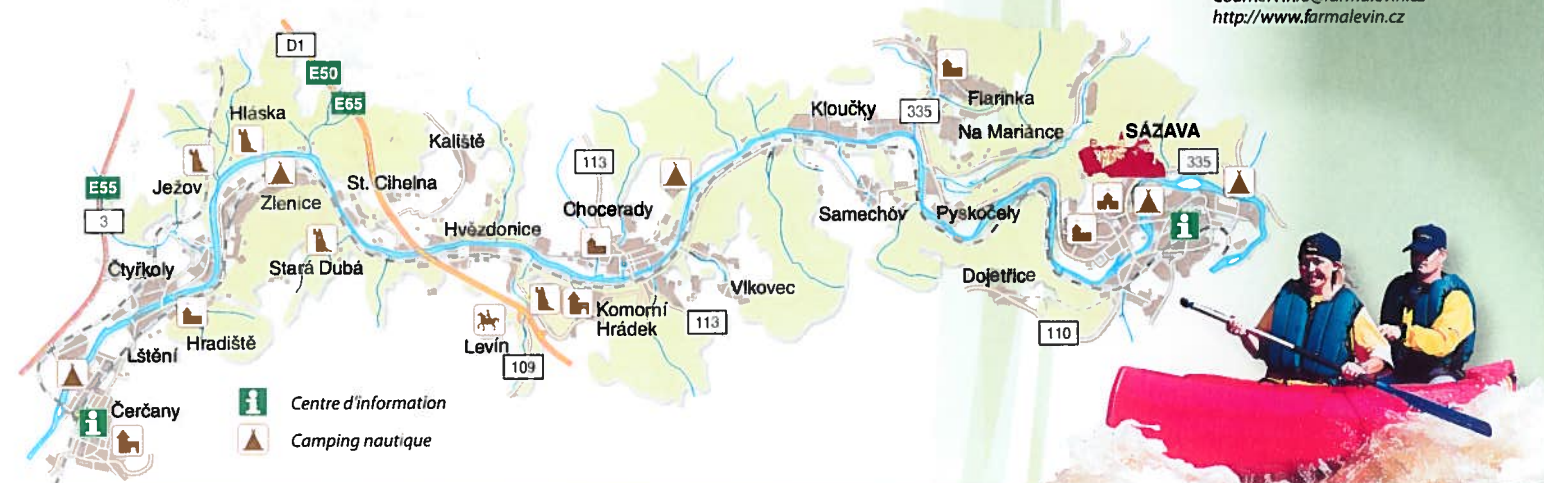 http://www.farmalevin.cz
D1
E50
E65
Hláska
Kaliště
Kloučky
335
Flarinka
Na Mariánce
SÁZAVA
335
E55
3
Ježov
Zlenice
St. Cihelna
113
Chocerady
Samechov
Pyskočely
Hvězdonice
Čtyřkoly
Stará Dubá
Dojetřice
Vlkovec
Komorní
Hrádek
113
110
Hradiště
Levín
109
Lštění
Čerčany
Centre d'information
Camping nautique